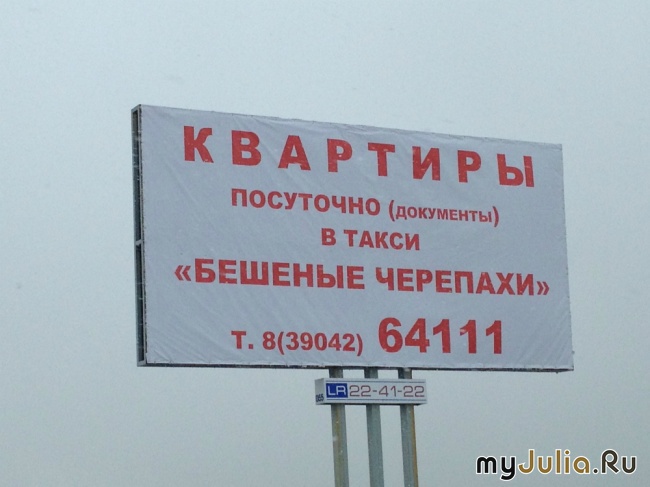 КВАРТИРЫ
ПОСУТОЧНО (ДОКУМЕНТЫ)
В ТАКСИ
«БЕШЕНЫЕ ЧЕРЕПАХИ»
Т. 8(39042) 64111
LR 22-41-22
myJulia.Ru